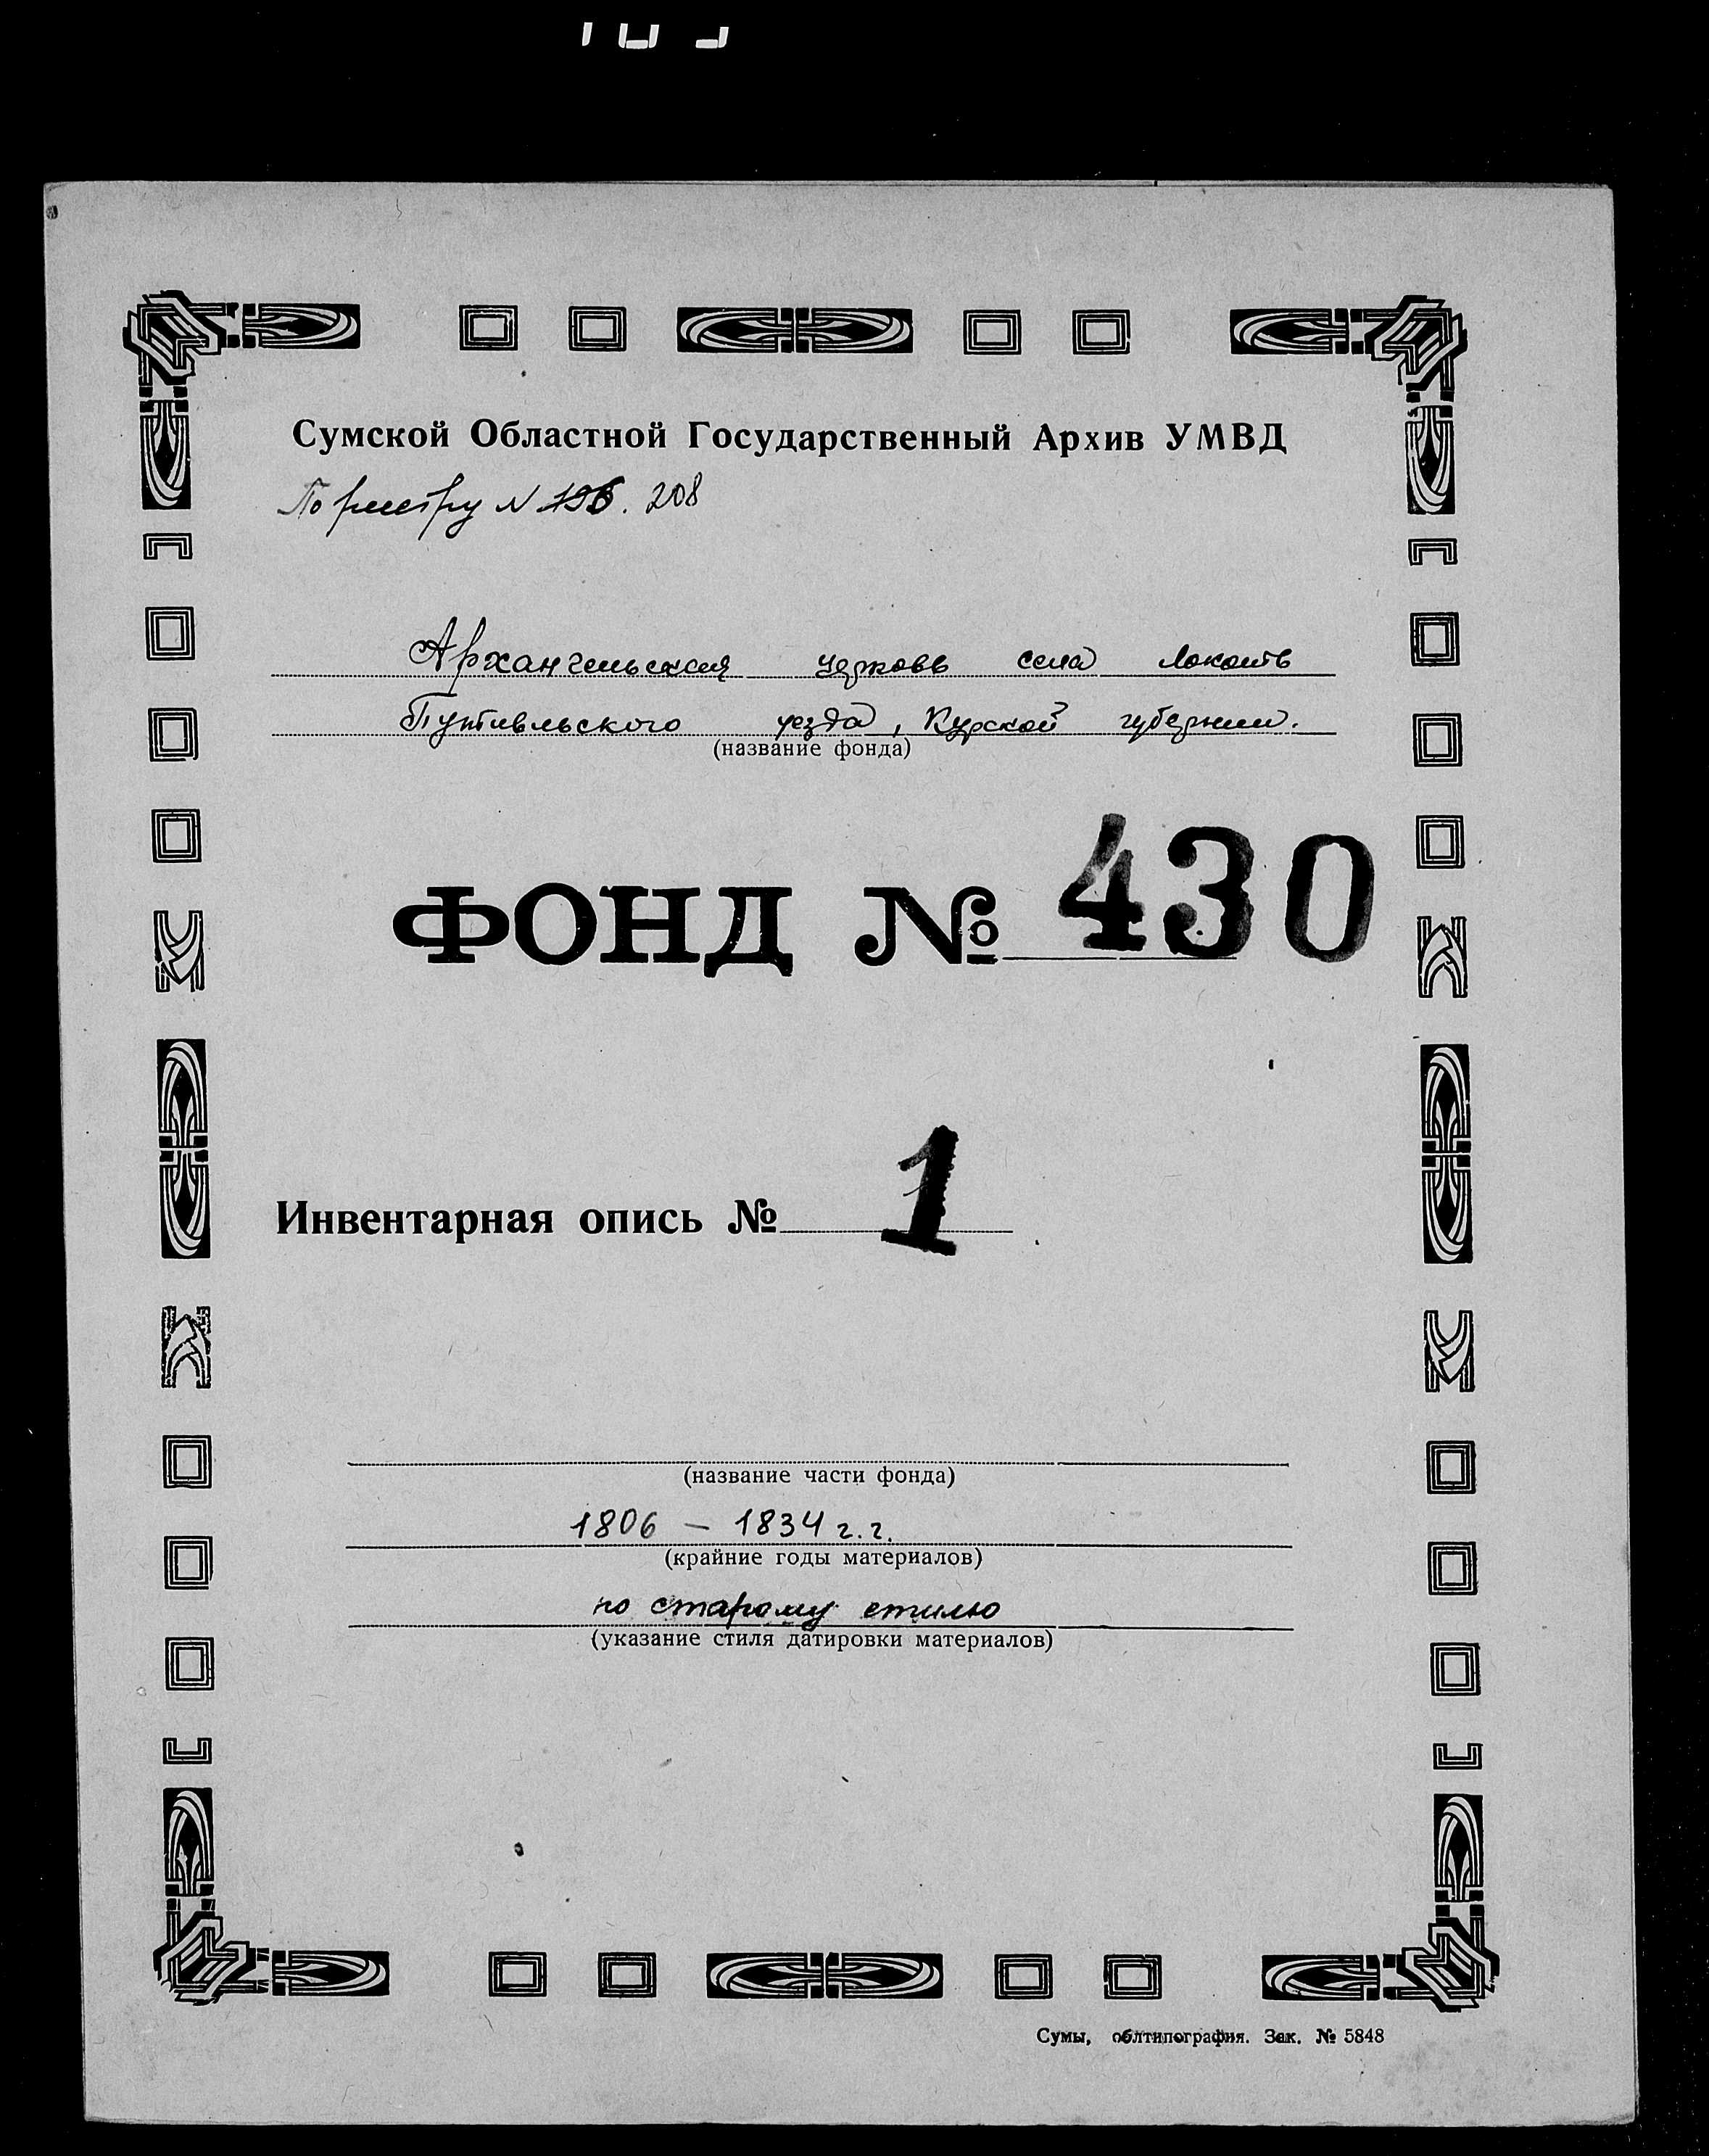 Сумской Областной Государственный Архив УМВД
По реестру N 196. 208
Архангельская церковь села Локоть
Путивльского уезда, Курской губернии.
(название фонда)
ФОНД № 430
Инвентарная опись № 1
(название части фонда)
1806 — 1834 г.г.
(крайние годы материалов)
по старому стилю
(указание стиля датировки материалов)
Сумы, облтипография. Зак. № 5848